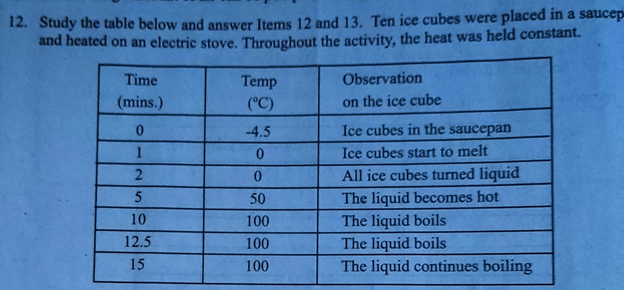 12. Study the table below and answer Items 12 and 13. Ten ice cubes were placed in a saucep
and heated on an electric stove. Throughout the activity, the heat was held constant.
Time (mins.) Temp (°C) Observation on the ice cube
0 -4.5 Ice cubes in the saucepan
1 0 Ice cubes start to melt
2 0 All ice cubes turned liquid
5 50 The liquid becomes hot
10 100 The liquid boils
12.5 100 The liquid boils
15 100 The liquid continues boiling